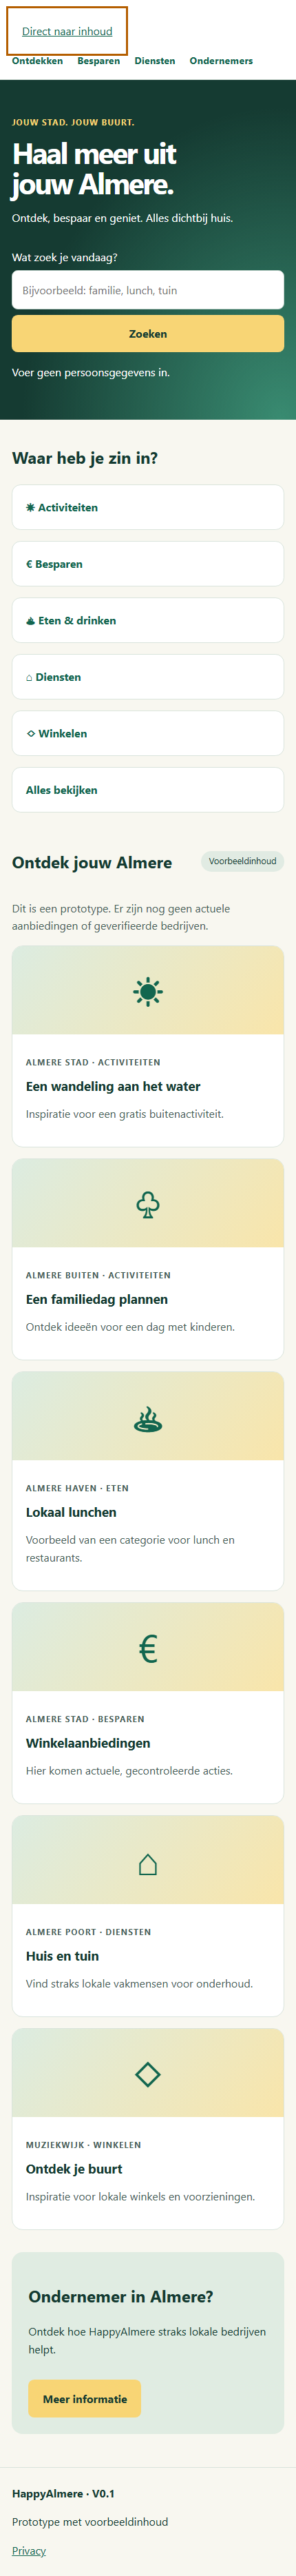 Direct naar inhoud
Ontdekken Besparen Diensten Ondernemers
JOUW STAD. JOUW BUURT.
Haal meer uit
jouw Almere.
Ontdek, bespaar en geniet. Alles dichtbij huis.
Wat zoek je vandaag?
Bijvoorbeeld: familie, lunch, tuin
Zoeken
Voer geen persoonsgegevens in.
Waar heb je zin in?
Activiteiten
€ Besparen
Eten & drinken
Diensten
Winkelen
Alles bekijken
Ontdek jouw Almere
Voorbeeldinhoud
Dit is een prototype. Er zijn nog geen actuele
aanbiedingen of geverifieerde bedrijven.
ALMERE STAD · ACTIVITEITEN
Een wandeling aan het water
Inspiratie voor een gratis buitenactiviteit.
ALMERE BUITEN · ACTIVITEITEN
Een familiedag plannen
Ontdek ideeën voor een dag met kinderen.
ALMERE HAVEN · ETEN
Lokaal lunchen
Voorbeeld van een categorie voor lunch en
restaurants.
€
ALMERE STAD · BESPAREN
Winkelaanbiedingen
Hier komen actuele, gecontroleerde acties.
ALMERE POORT · DIENSTEN
Huis en tuin
Vind straks lokale vakmensen voor onderhoud.
MUZIEKWIJK · WINKELEN
Ontdek je buurt
Inspiratie voor lokale winkels en voorzieningen.
Ondernemer in Almere?
Ontdek hoe HappyAlmere straks lokale bedrijven
helpt.
Meer informatie
HappyAlmere · V0.1
Prototype met voorbeeldinhoud
Privacy